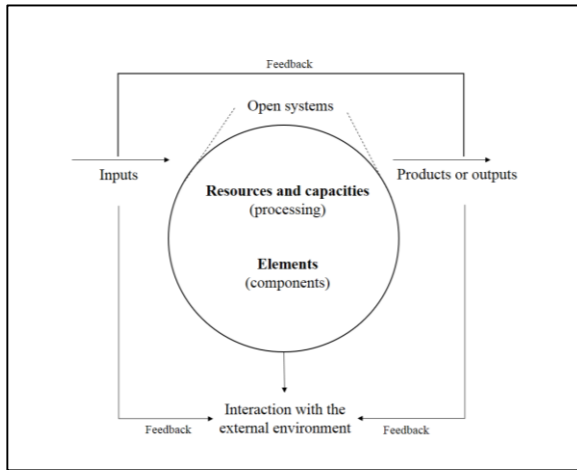 Feedback
Open systems
Inputs
Products or outputs
Resources and capacities
(processing)
Elements
(components)
Interaction with the
external environment
Feedback
Feedback